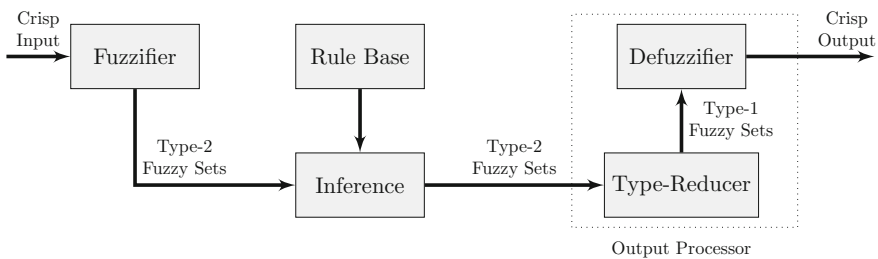 Crisp
Input
Fuzzifier
Rule Base
Defuzzifier
Crisp
Output
Type-1
Fuzzy Sets
Type-2
Fuzzy Sets
Inference
Type-2
Fuzzy Sets
Type-Reducer
Output Processor